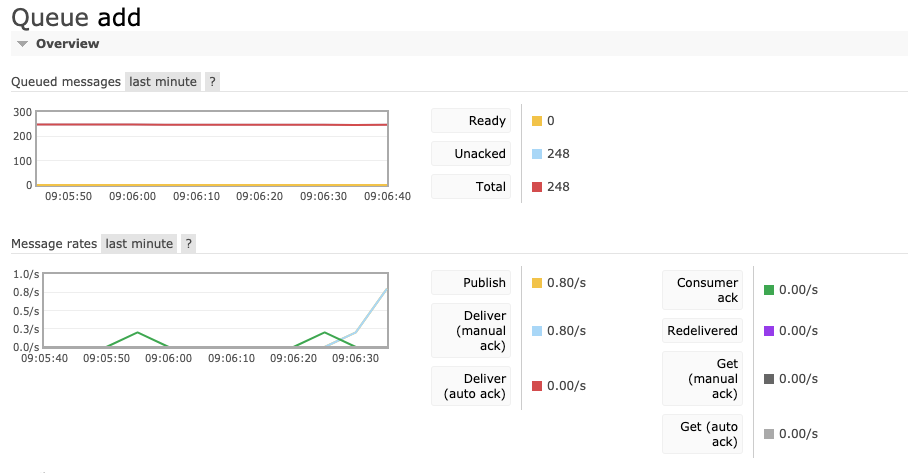 Queue add
Overview
Queued messages last minute ?
300
200
100
0
09:05:50 09:06:00 09:06:10 09:06:20 09:06:30 09:06:40
Ready 0
Unacked 248
Total 248
Message rates last minute ?
1.0/s
0.8/s
0.5/s
0.3/s
0.0/s
09:05:40 09:05:50 09:06:00 09:06:10 09:06:20 09:06:30
Publish 0.80/s
Deliver
(manual 0.80/s
ack)
Deliver
(auto ack) 0.00/s
Consumer
ack 0.00/s
Redelivered 0.00/s
Get
(manual 0.00/s
ack)
Get (auto
ack) 0.00/s